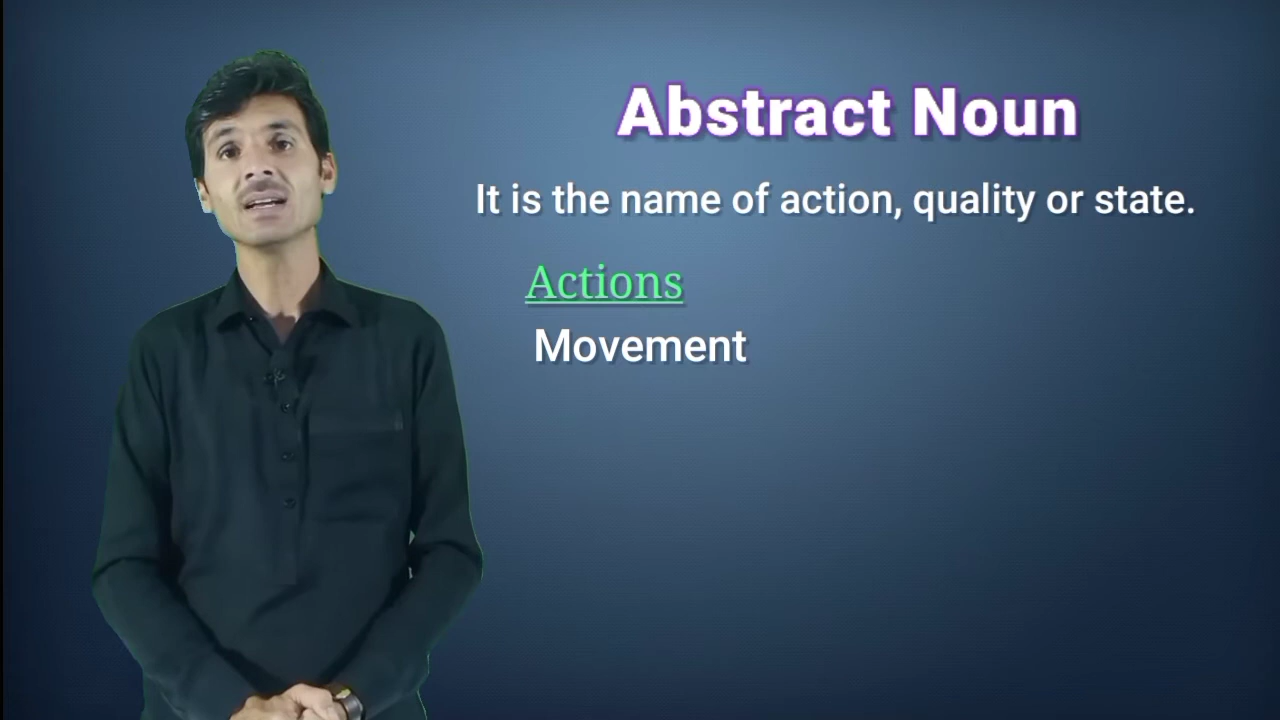 Abstract Noun
It is the name of action, quality or state.
Actions
Movement